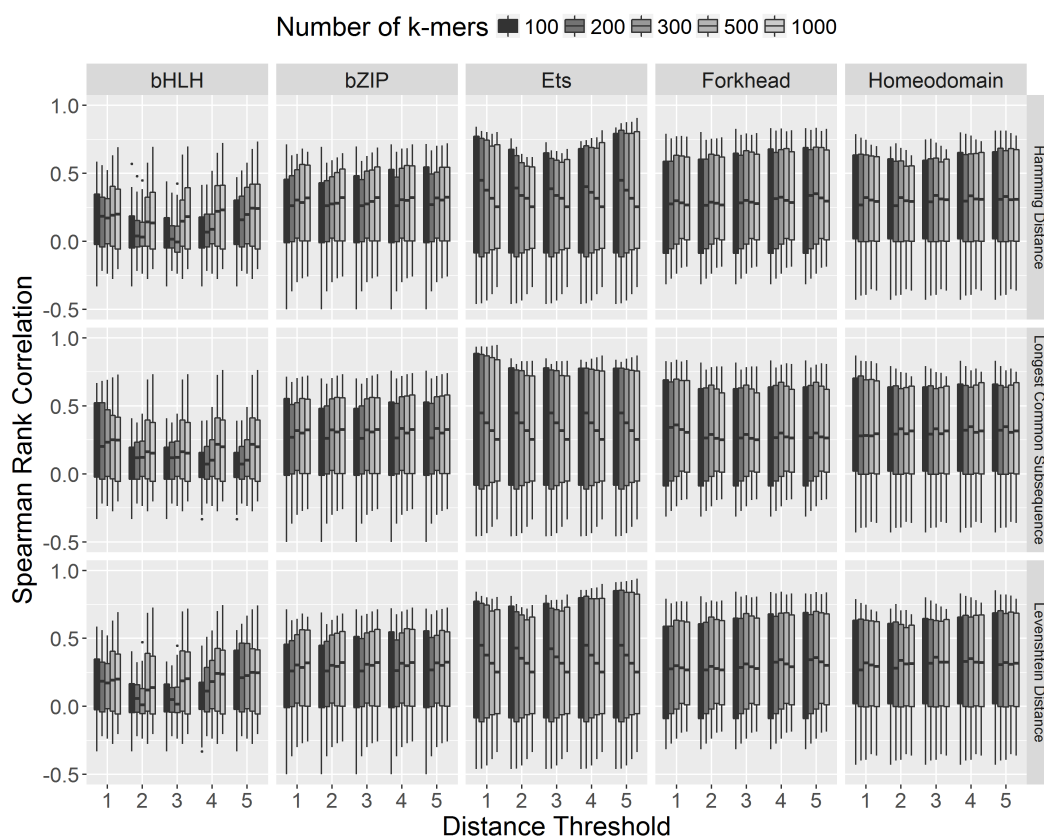 Number of k-mers 100 200 300 500 1000
bHLH bZIP Ets Forkhead Homeodomain
Spearman Rank Correlation
1.0
0.5
0.0
-0.5
Hamming Distance
1.0
0.5
0.0
-0.5
Longest Common Subsequence
1.0
0.5
0.0
-0.5
Levenshtein Distance
1 2 3 4 5 1 2 3 4 5 1 2 3 4 5 1 2 3 4 5 1 2 3 4 5
Distance Threshold